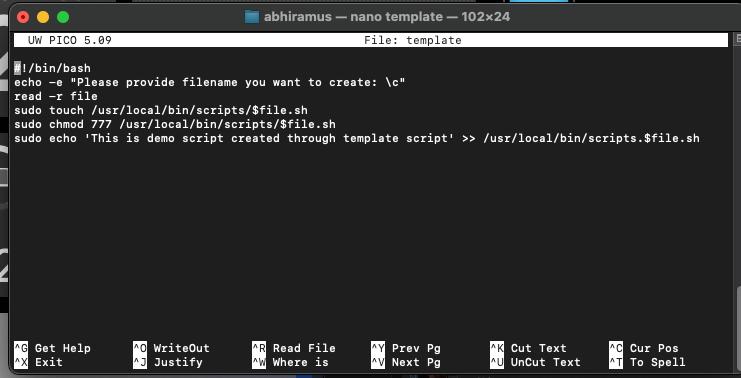 abhiramus — nano template — 102×24
UW PICO 5.09 File: template
#!/bin/bash
echo -e "Please provide filename you want to create: \c"
read -r file
sudo touch /usr/local/bin/scripts/$file.sh
sudo chmod 777 /usr/local/bin/scripts/$file.sh
sudo echo 'This is demo script created through template script' >> /usr/local/bin/scripts.$file.sh
^G Get Help ^O WriteOut ^R Read File ^Y Prev Pg ^K Cut Text ^C Cur Pos
^X Exit ^J Justify ^W Where is ^V Next Pg ^U UnCut Text ^T To Spell